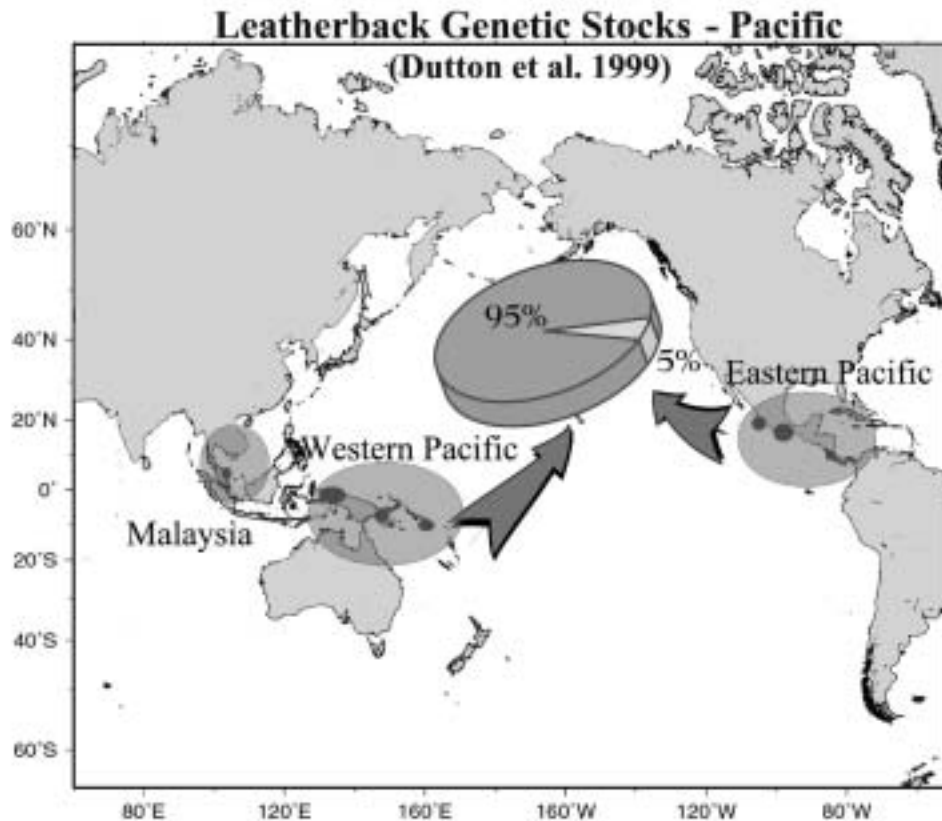 Leatherback Genetic Stocks - Pacific
(Dutton et al. 1999)
60°N
95%
40°N
5%
Eastern Pacific
20°N
Western Pacific
0°
Malaysia
20°S
40°S
60°S
80°E 120°E 160°E 160°W 120°W 80°W